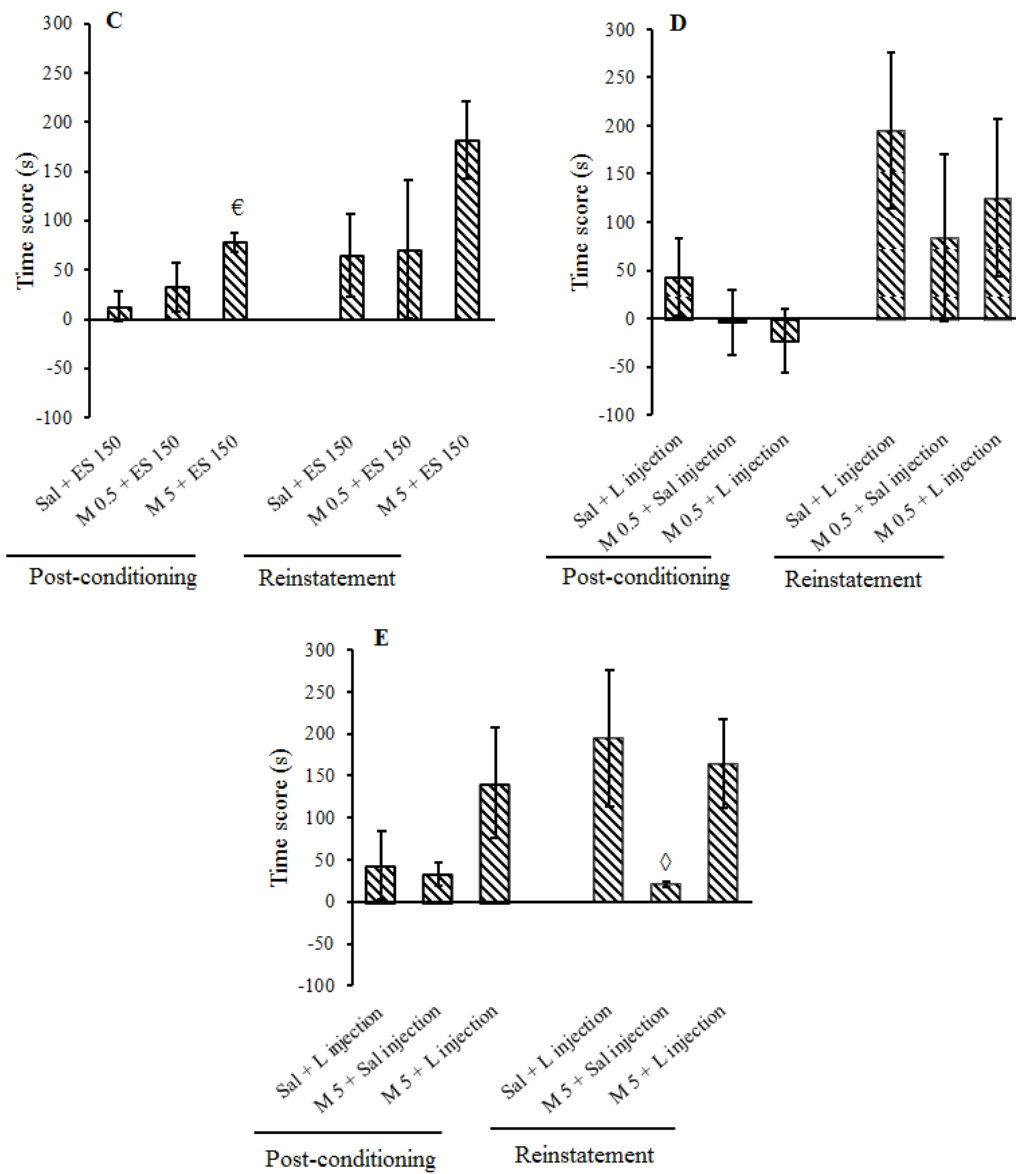 C
300
250
200
150
100
50
0
-50
-100
Time score (s)
€
Sal + ES 150
M 0.5 + ES 150
M 5 + ES 150
Sal + ES 150
M 0.5 + ES 150
M 5 + ES 150
Post-conditioning
Reinstatement
D
300
250
200
150
100
50
0
-50
-100
Time score (s)
Sal + L injection
M 0.5 + Sal injection
M 0.5 + L injection
Sal + L injection
M 0.5 + Sal injection
M 0.5 + L injection
Post-conditioning
Reinstatement
E
300
250
200
150
100
50
0
-50
-100
Time score (s)
◊
Sal + L injection
M 5 + Sal injection
M 5 + L injection
Sal + L injection
M 5 + Sal injection
M 5 + L injection
Post-conditioning
Reinstatement